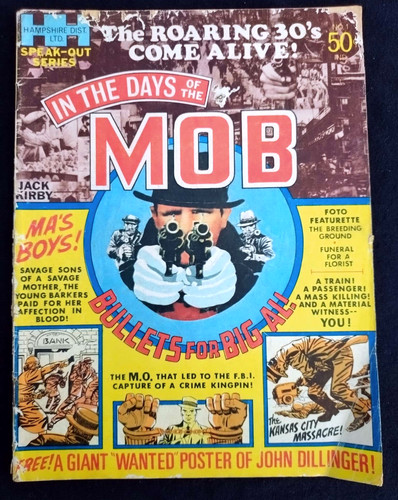 HAMPSHIRE DIST.
LTD.
SPEAK-OUT
SERIES
The ROARING 30's
COME ALIVE!
50¢
IN THE DAYS OF THE
MOB
JACK
KIRBY
MA'S
BOYS!
SAVAGE SONS
OF A SAVAGE
MOTHER, THE
YOUNG BARKERS
PAID FOR HER
AFFECTION IN
BLOOD!
FOTO
FEATURETTE
THE BREEDING
GROUND
•
FUNERAL
FOR A
FLORIST
•
A TRAIN!
A PASSENGER!
A MASS KILLING!
AND A MATERIAL
WITNESS--
YOU!
BULLETS FOR BIG AL!
BANK
THE M.O. THAT LED TO THE F.B.I.
CAPTURE OF A CRIME KINGPIN!
The
KANSAS CITY
MASSACRE!
FREE! A GIANT "WANTED" POSTER OF JOHN DILLINGER!